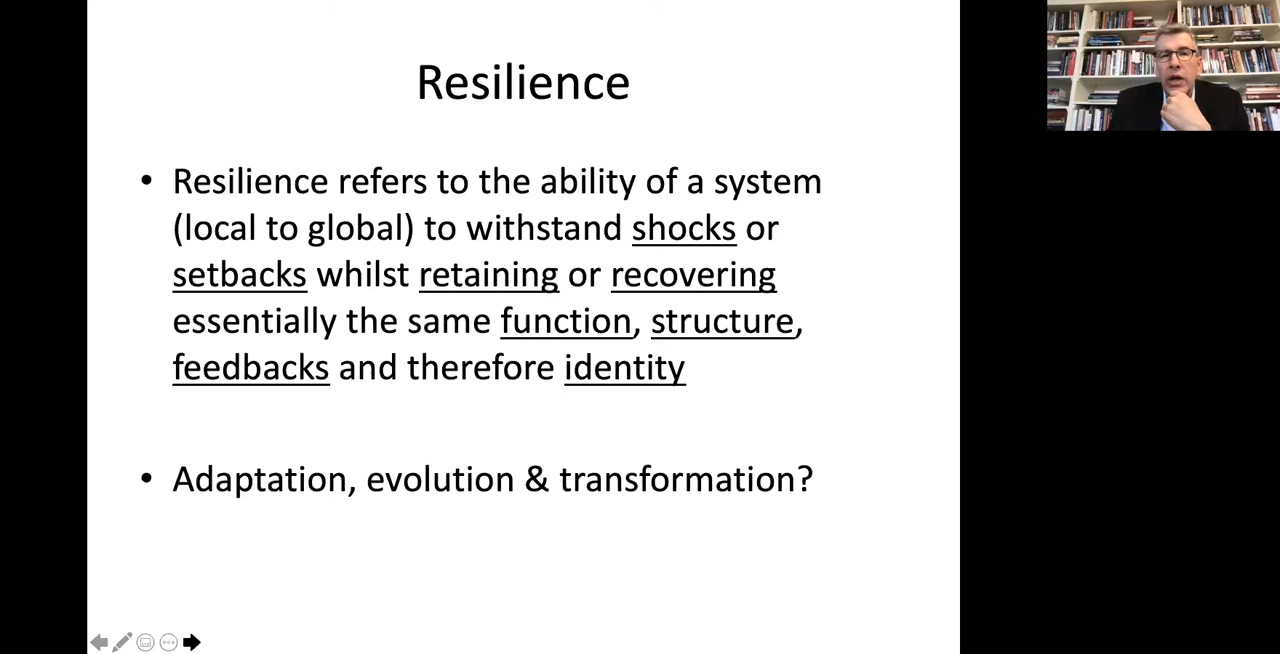 Resilience
• Resilience refers to the ability of a system
(local to global) to withstand shocks or
setbacks whilst retaining or recovering
essentially the same function, structure,
feedbacks and therefore identity
• Adaptation, evolution & transformation?